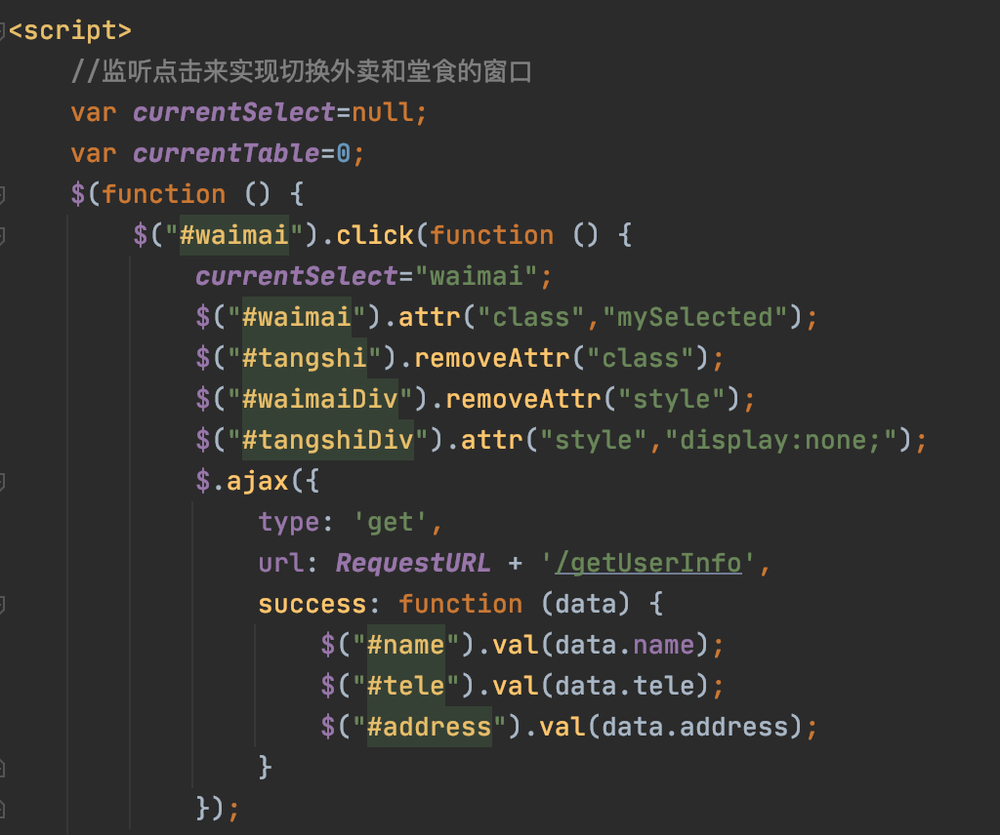 <script>
//监听点击来实现切换外卖和堂食的窗口
var currentSelect=null;
var currentTable=0;
$(function () {
$("#waimai").click(function () {
currentSelect="waimai";
$("#waimai").attr("class","mySelected");
$("#tangshi").removeAttr("class");
$("#waimaiDiv").removeAttr("style");
$("#tangshiDiv").attr("style","display:none;");
$.ajax({
type: 'get',
url: RequestURL + '/getUserInfo',
success: function (data) {
$("#name").val(data.name);
$("#tele").val(data.tele);
$("#address").val(data.address);
}
});